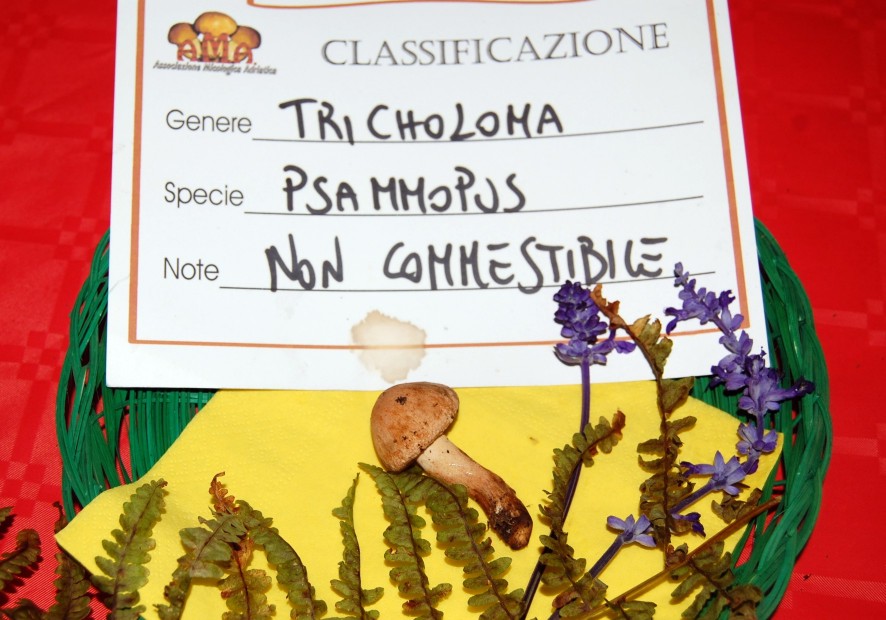 AMA
Associazione Micologica Adriatica
CLASSIFICAZIONE
Genere TRICHOLOMA
Specie PSAMMOPUS
Note NON COMMESTIBILE